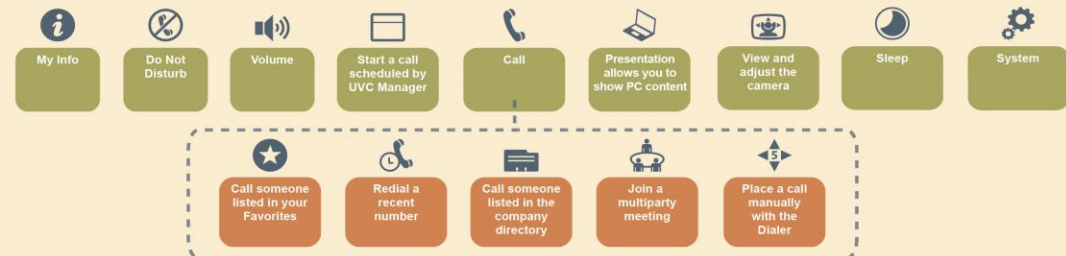 My Info
Do Not
Disturb
Volume
Start a call
scheduled by
UVC Manager
Call
Presentation
allows you to
show PC content
View and
adjust the
camera
Sleep
System
Call someone
listed in your
Favorites
Redial a
recent
number
Call someone
listed in the
company
directory
Join a
multiparty
meeting
5
Place a call
manually
with the
Dialer